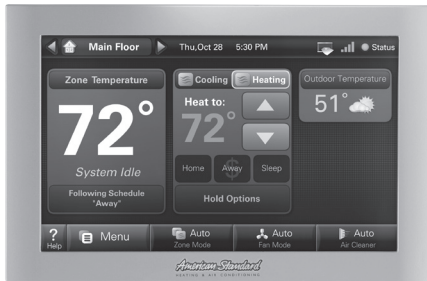 Main Floor
Thu,Oct 28 5:30 PM
Status
Zone Temperature
72°
System Idle
Following Schedule
"Away"
Cooling
Heating
Heat to:
72°
Home
Away
Sleep
Hold Options
Outdoor Temperature
51°
?
Help
Menu
Auto
Zone Mode
Auto
Fan Mode
Auto
Air Cleaner
American Standard
HEATING & AIR CONDITIONING